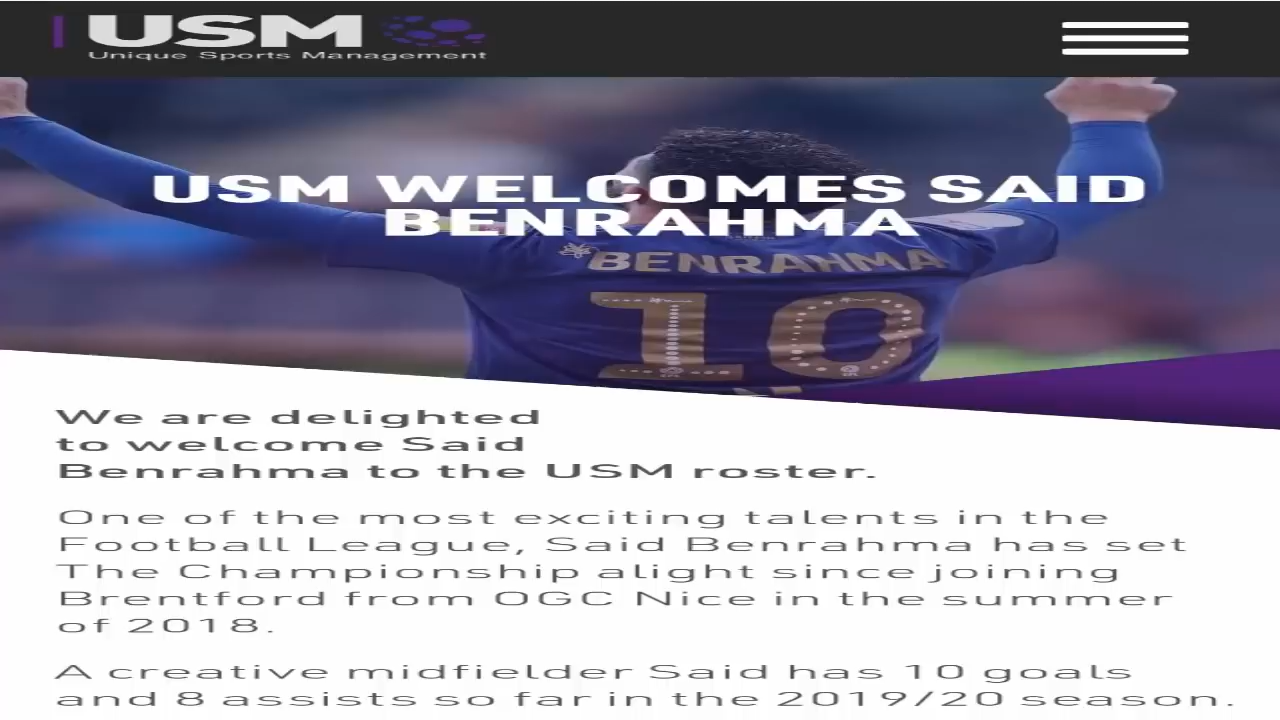 USM
Unique Sports Management
USM WELCOMES SAID
BENRAHMA
BENRAHMA
10
We are delighted
to welcome Said
Benrahma to the USM roster.
One of the most exciting talents in the
Football League, Said Benrahma has set
The Championship alight since joining
Brentford from OGC Nice in the summer
of 2018.
A creative midfielder Said has 10 goals
and 8 assists so far in the 2019/20 season.